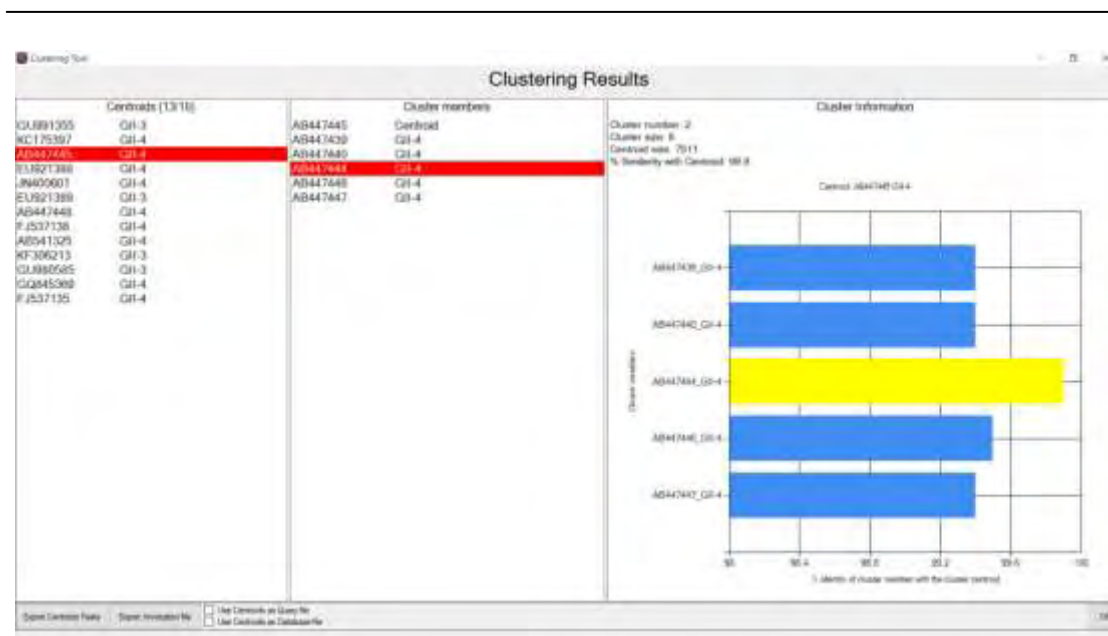 Clustering Tool
Clustering Results
Centroids (13/18)
GU991355 GII-3
KC175397 GII-4
AB447445 GII-4
EU921388 GII-4
JN400601 GII-4
EU921389 GII-3
AB447448 GII-4
FJ537138 GII-4
AB541325 GII-4
KF306213 GII-3
GU980585 GII-3
GQ845369 GII-4
FJ537135 GII-4
Cluster members
AB447445 Centroid
AB447439 GII-4
AB447440 GII-4
AB447444 GII-4
AB447446 GII-4
AB447447 GII-4
Cluster Information
Cluster number: 2
Cluster size: 6
Centroid size: 7511
% Similarity with Centroid: 99.9
Centroid: AB447445 GII-4
AB447439_GII-4
AB447440_GII-4
AB447444_GII-4
AB447446_GII-4
AB447447_GII-4
Cluster members
98 98.4 98.8 99.2 99.6 100
% identity of cluster member with the cluster centroid
Export Centroids Fasta
Export Annotation file
Use Centroids as Query file
Use Centroids as Database file